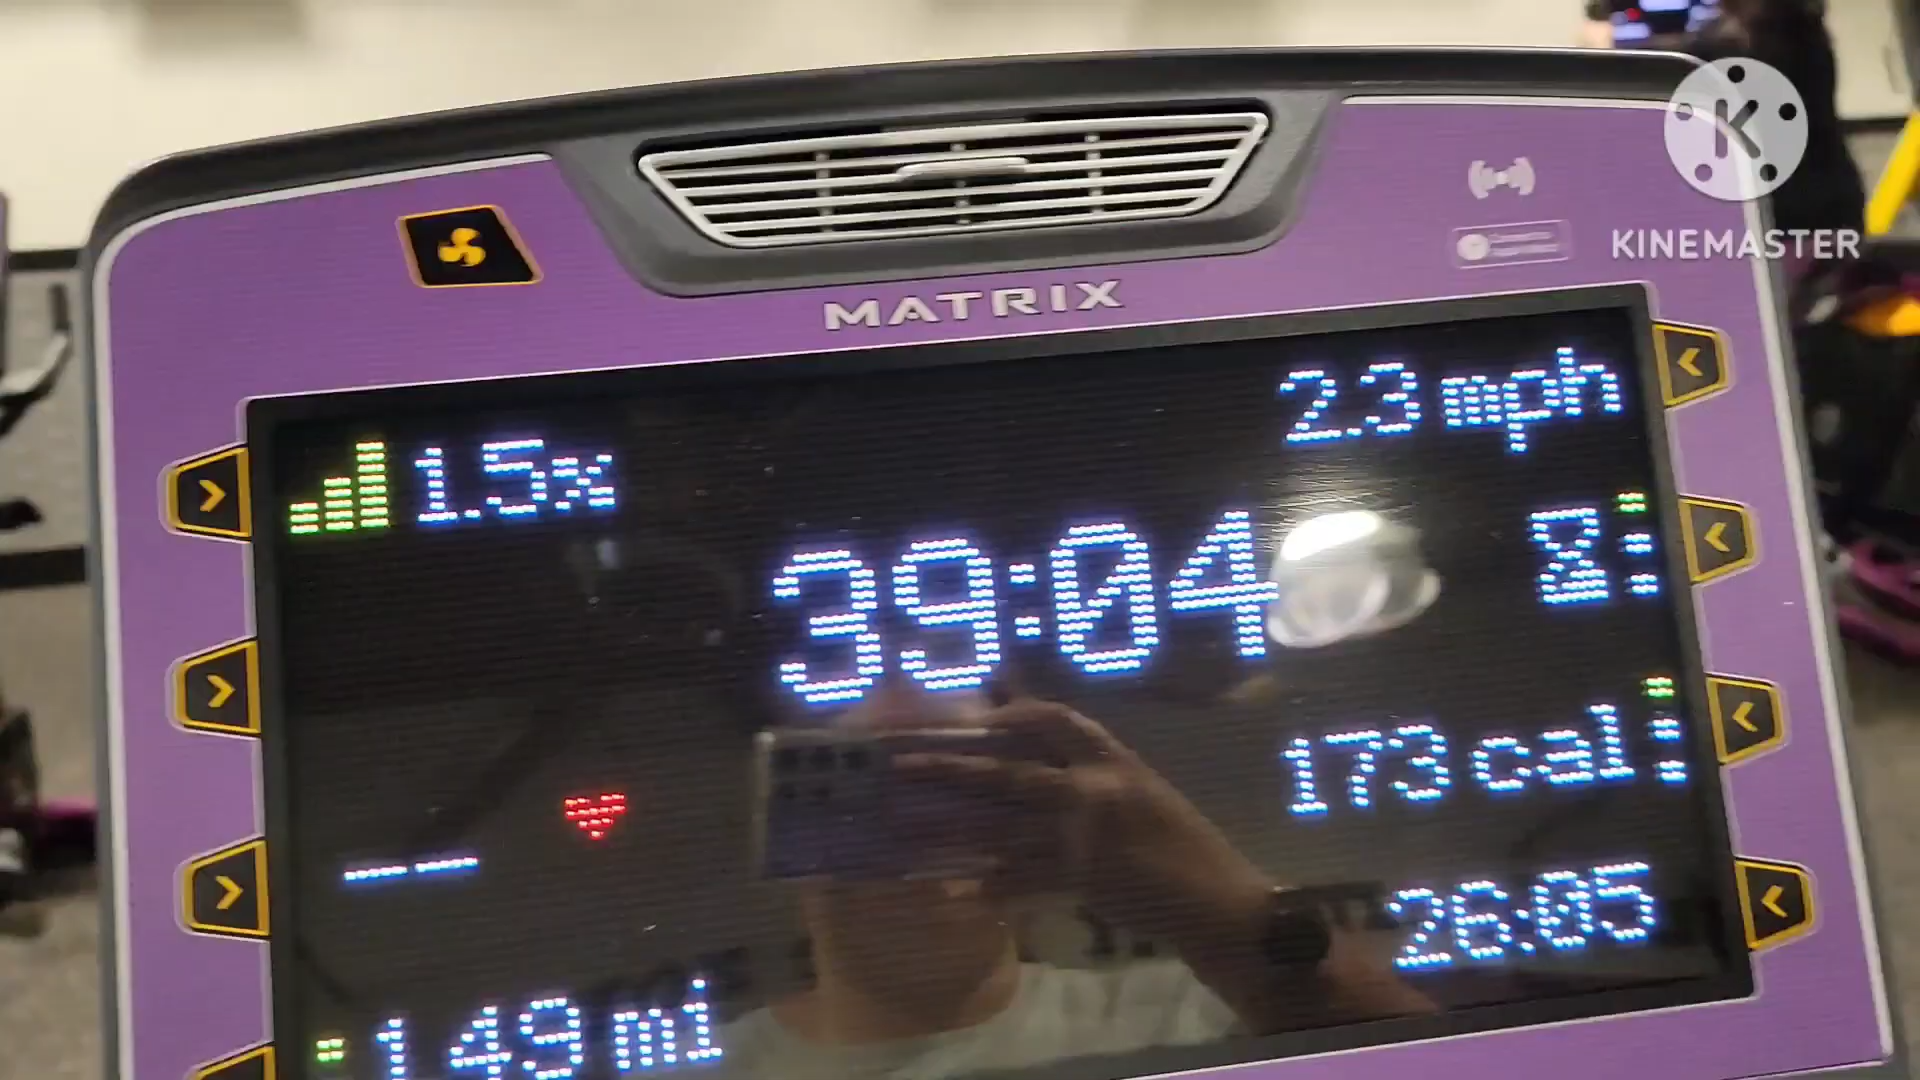 KINEMASTER
MATRIX
2.3 mph
1.5x
39:04
173 cal
26:05
1.49 mi